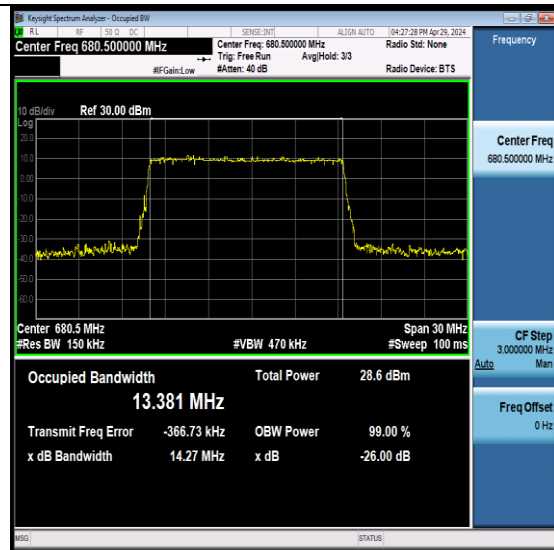 Keysight Spectrum Analyzer - Occupied BW
RL RF 50 Ω DC SENSE:INT ALIGN AUTO 04:27:28 PM Apr 29, 2024
Center Freq 680.500000 MHz
Center Freq: 680.500000 MHz
Radio Std: None
Trig: Free Run Avg|Hold: 3/3
#IFGain:Low #Atten: 40 dB Radio Device: BTS
10 dB/div Ref 30.00 dBm
Log
20.0
10.0
0.00
-10.0
-20.0
-30.0
-40.0
-50.0
-60.0
Center 680.5 MHz Span 30 MHz
#Res BW 150 kHz #VBW 470 kHz #Sweep 100 ms
Occupied Bandwidth Total Power 28.6 dBm
13.381 MHz
Transmit Freq Error -366.73 kHz OBW Power 99.00 %
x dB Bandwidth 14.27 MHz x dB -26.00 dB
MSG STATUS
Frequency
Center Freq
680.500000 MHz
CF Step
3.000000 MHz
Auto Man
Freq Offset
0 Hz